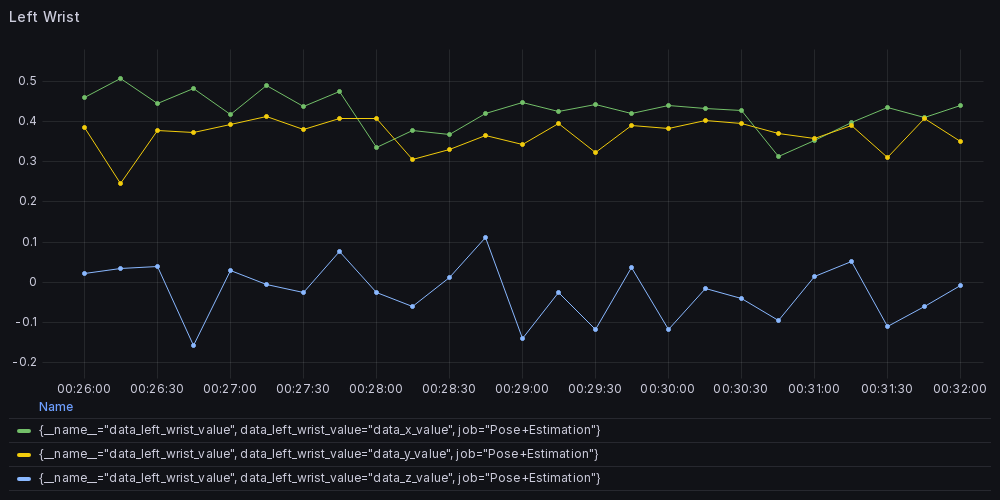 Left Wrist
0.5
0.4
0.3
0.2
0.1
0
-0.1
-0.2
00:26:00 00:26:30 00:27:00 00:27:30 00:28:00 00:28:30 00:29:00 00:29:30 00:30:00 00:30:30 00:31:00 00:31:30 00:32:00
Name
{__name__="data_left_wrist_value", data_left_wrist_value="data_x_value", job="Pose+Estimation"}
{__name__="data_left_wrist_value", data_left_wrist_value="data_y_value", job="Pose+Estimation"}
{__name__="data_left_wrist_value", data_left_wrist_value="data_z_value", job="Pose+Estimation"}